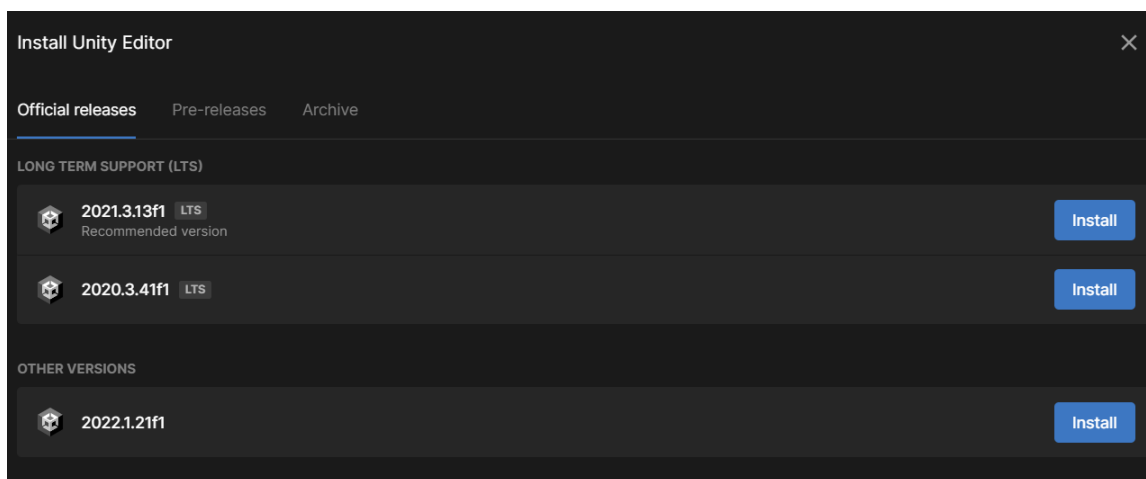 Install Unity Editor
Official releases Pre-releases Archive
LONG TERM SUPPORT (LTS)
2021.3.13f1 LTS
Recommended version
Install
2020.3.41f1 LTS
Install
OTHER VERSIONS
2022.1.21f1
Install